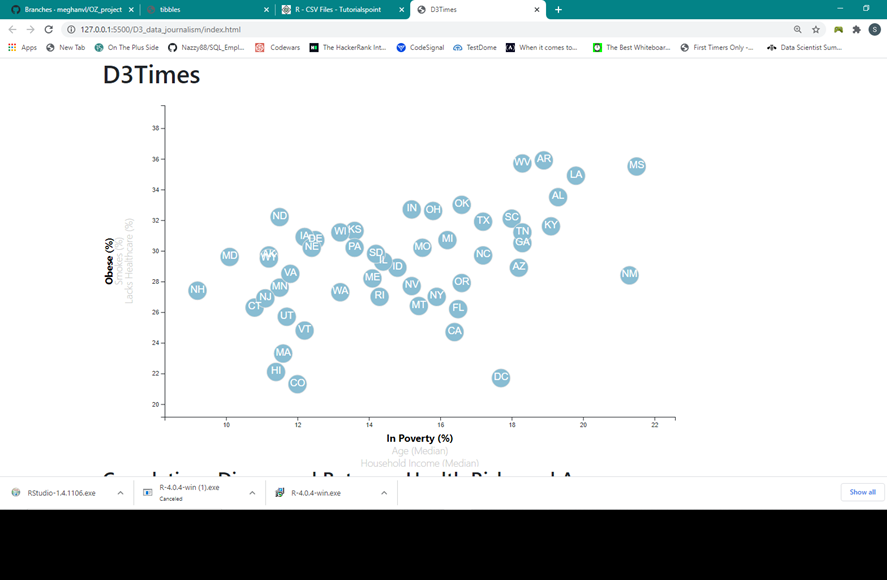 Branches - meghanvl/OZ_project
tibbles
R - CSV Files - Tutorialspoint
D3Times
127.0.0.1:5500/D3_data_journalism/index.html
S
Apps
New Tab
On The Plus Side
Nazzy88/SQL_Empl...
Codewars
The HackerRank Int...
CodeSignal
TestDome
When it comes to...
The Best Whiteboar...
First Timers Only -...
Data Scientist Sum...
D3Times
38
36
34
32
30
28
26
24
22
20
Obese (%)
Smokes (%)
Lacks Healthcare (%)
WV
AR
MS
LA
AL
IN
OH
OK
ND
TX
SC
KY
IA
DE
NE
WI
KS
PA
TN
GA
MI
MO
MD
AK
WY
SD
IL
NC
ID
AZ
NM
VA
ME
NH
MN
WA
NV
OR
NJ
RI
NY
CT
MT
FL
UT
VT
CA
MA
HI
CO
DC
10
12
14
16
18
20
22
In Poverty (%)
Age (Median)
Household Income (Median)
RStudio-1.4.1106.exe
R-4.0.4-win (1).exe
Canceled
R-4.0.4-win.exe
Show all